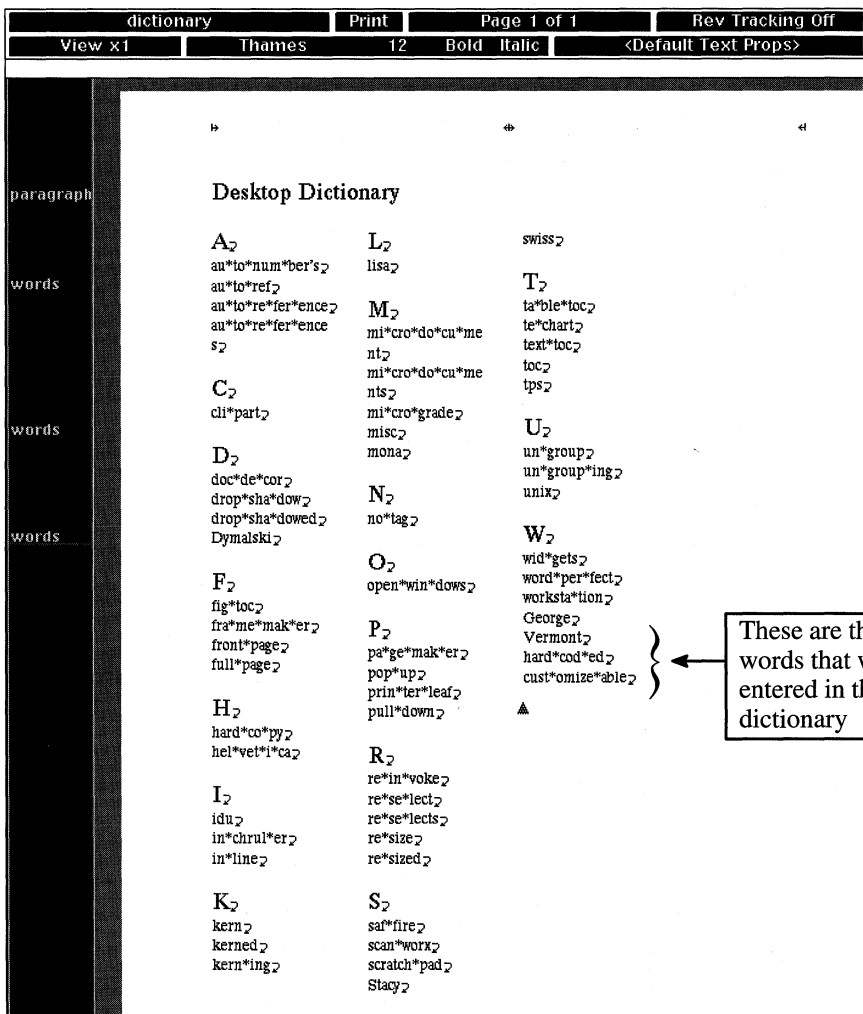 dictionary Print Page 1 of 1 Rev Tracking Off
View x1 Thames 12 Bold Italic <Default Text Props>
paragraph
words
words
words
Desktop Dictionary
A
au*to*num*ber's
au*to*ref
au*to*re*fer*ence
au*to*re*fer*ence
s
C
cli*part
D
doc*de*cor
drop*sha*dow
drop*sha*dowed
Dymalski
F
fig*toc
fra*me*mak*er
front*page
full*page
H
hard*co*py
hel*vet*i*ca
I
idu
in*chrul*er
in*line
K
kern
kerned
kern*ing
L
lisa
M
mi*cro*do*cu*me
nt
mi*cro*do*cu*me
nts
mi*cro*grade
misc
mona
N
no*tag
O
open*win*dows
P
pa*ge*mak*er
pop*up
prin*ter*leaf
pull*down
R
re*in*voke
re*se*lect
re*se*lects
re*size
re*sized
S
saf*fire
scan*worx
scratch*pad
Stacy
swiss
T
ta*ble*toc
te*chart
text*toc
toc
tps
U
un*group
un*group*ing
unix
W
wid*gets
word*per*fect
worksta*tion
George
Vermont
hard*cod*ed
cust*omize*able
These are
words that
entered in
dictionary